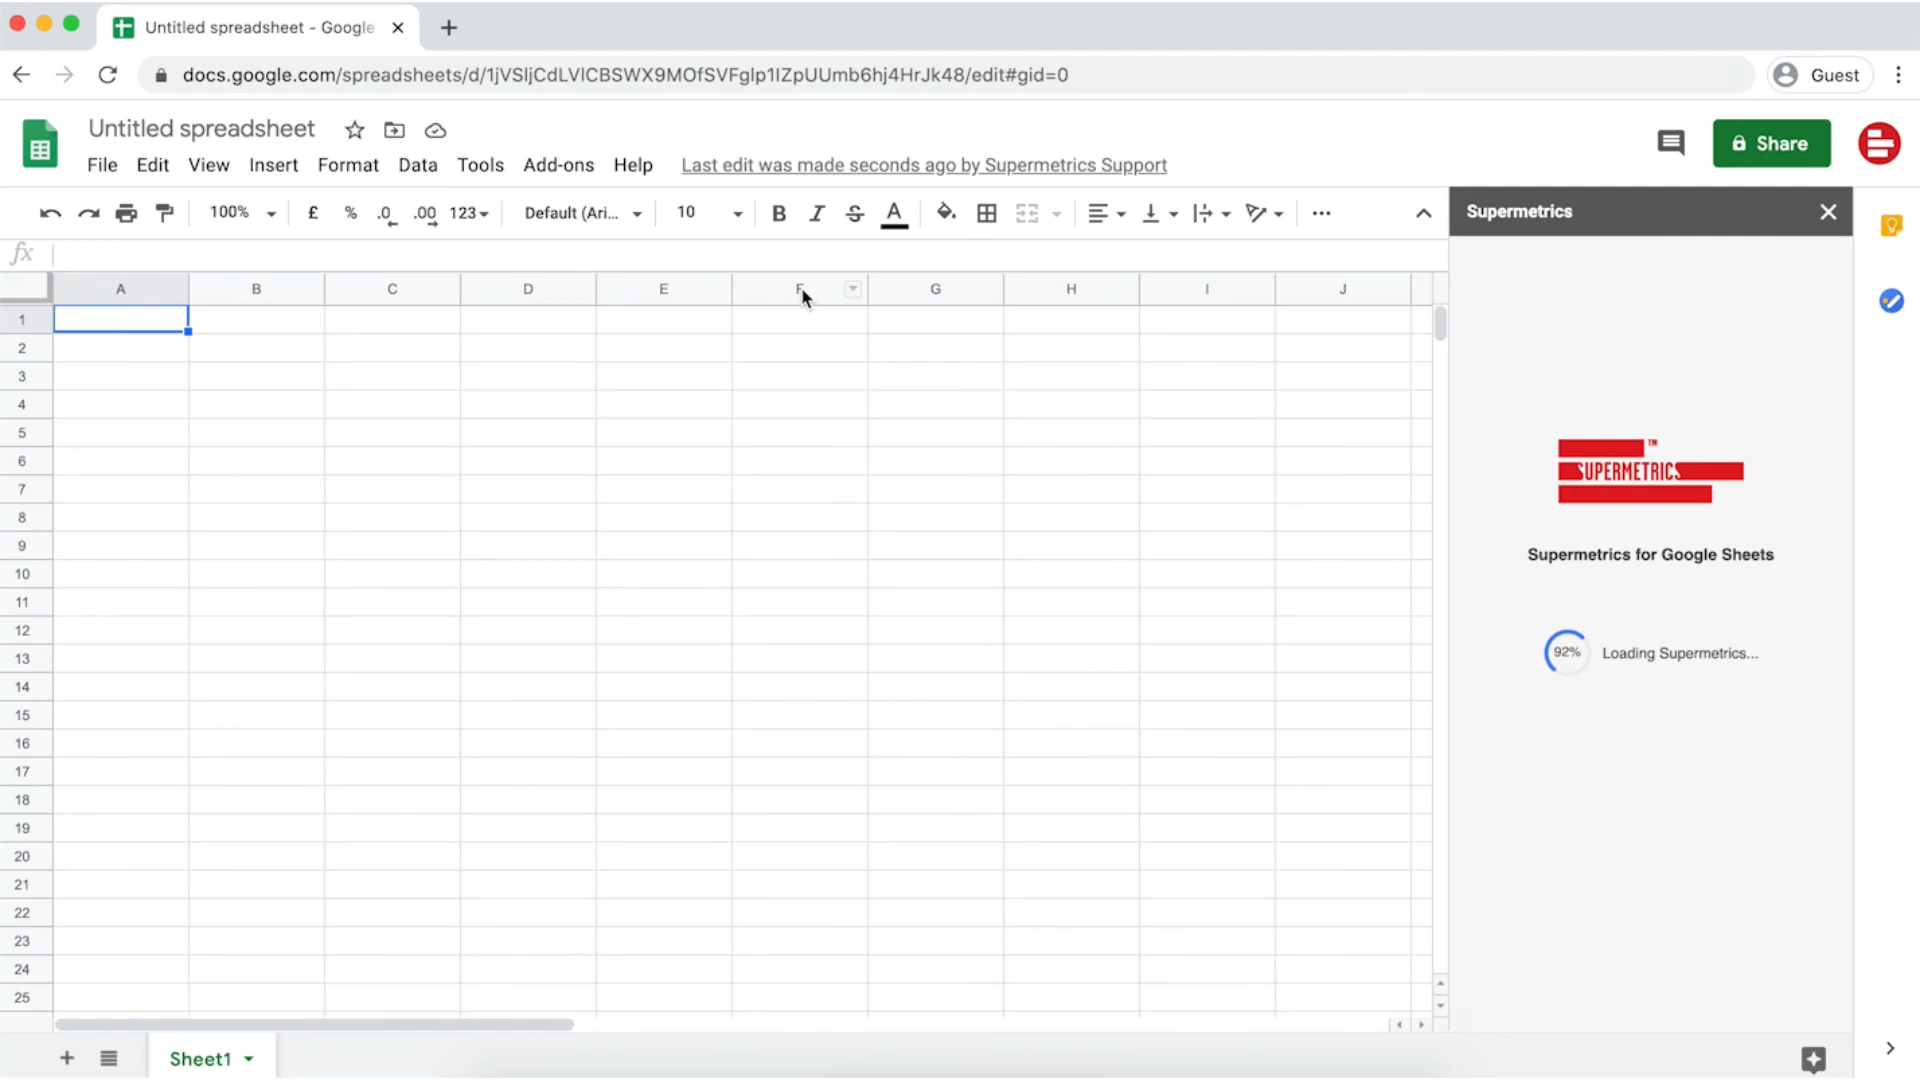 Untitled spreadsheet - Google
docs.google.com/spreadsheets/d/1jVSljCdLVlCBSWX9MOfSVFglp1IZpUUmb6hj4HrJk48/edit#gid=0
Guest
Untitled spreadsheet
File Edit View Insert Format Data Tools Add-ons Help Last edit was made seconds ago by Supermetrics Support
Share
100% £ % .0 .00 123 Default (Ari... 10 B I S A
Supermetrics
fx
A B C D E F G H I J
1
2
3
4
5
6
7
8
9
10
11
12
13
14
15
16
17
18
19
20
21
22
23
24
25
SUPERMETRICS TM
Supermetrics for Google Sheets
92% Loading Supermetrics...
Sheet1